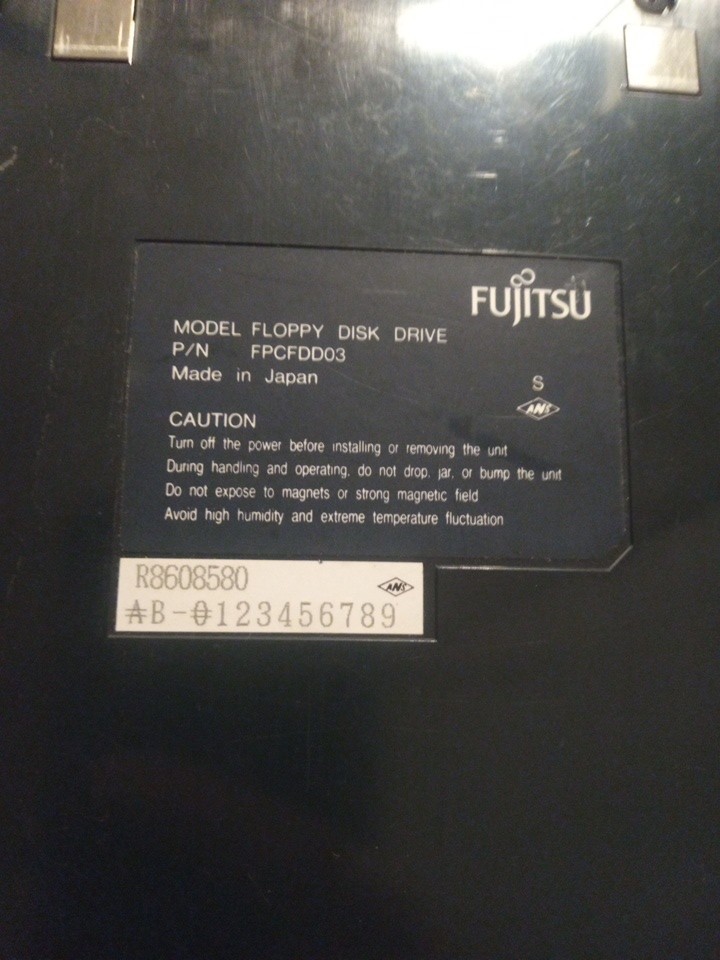 FUJITSU
MODEL FLOPPY DISK DRIVE
P/N FPCFDD03
Made in Japan
S
ANS
CAUTION
Turn off the power before installing or removing the unit
During handling and operating, do not drop, jar, or bump the unit
Do not expose to magnets or strong magnetic field
Avoid high humidity and extreme temperature fluctuation
R8608580 ANS
AB-0123456789